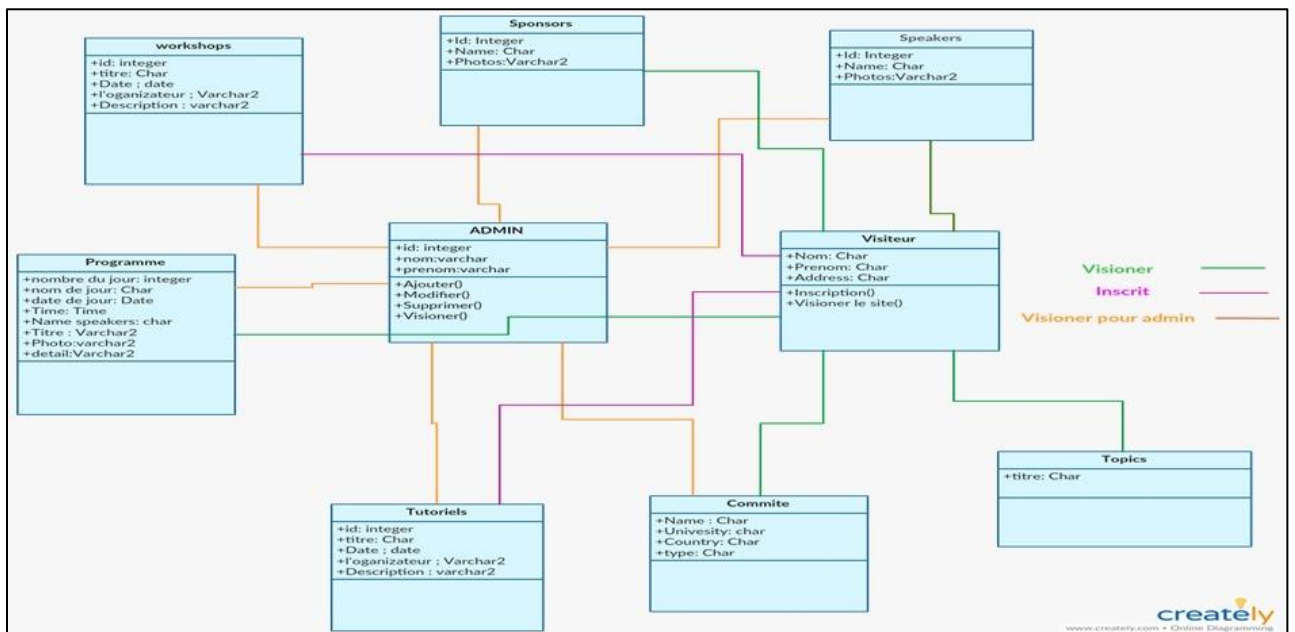 workshops
+id: integer
+titre: Char
+Date ; date
+l'oganizateur ; Varchar2
+Description : varchar2
Sponsors
+Id: Integer
+Name: Char
+Photos:Varchar2
Speakers
+Id: Integer
+Name: Char
+Photos:Varchar2
ADMIN
+id: integer
+nom:varchar
+prenom:varchar
+Ajouter()
+Modifier()
+Supprimer()
+Visioner()
Visiteur
+Nom: Char
+Prenom: Char
+Address: Char
+Inscription()
+Visioner le site()
Programme
+nombre du jour: integer
+nom de jour: Char
+date de jour: Date
+Time: Time
+Name speakers: char
+Titre : Varchar2
+Photo:varchar2
+detail:Varchar2
Visioner
Inscrit
Visioner pour admin
Tutoriels
+id: integer
+titre: Char
+Date ; date
+l'oganizateur ; Varchar2
+Description : varchar2
Commite
+Name : Char
+Univesity: char
+Country: Char
+type: Char
Topics
+titre: Char
creately
www.creately.com • Online Diagramming